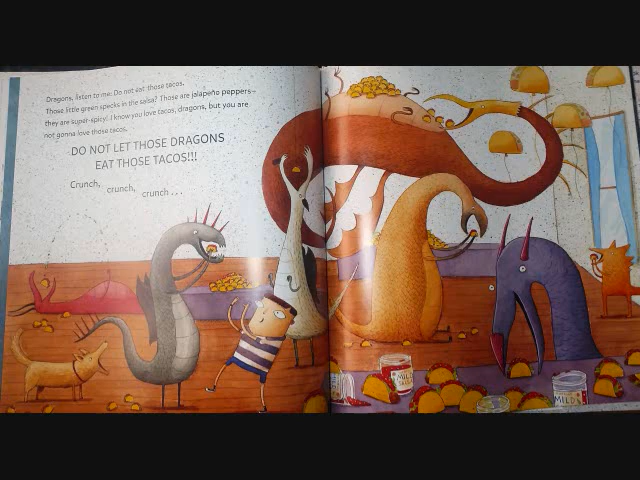 Dragons, listen to me: Do not eat those tacos.
Those little green specks in the salsa? Those are jalapeño peppers–
they are super-spicy! I know you love tacos, dragons, but you are
not gonna love those tacos.
DO NOT LET THOSE DRAGONS
EAT THOSE TACOS!!!
Crunch, crunch, crunch . . .
MILD
SALSA
MILD